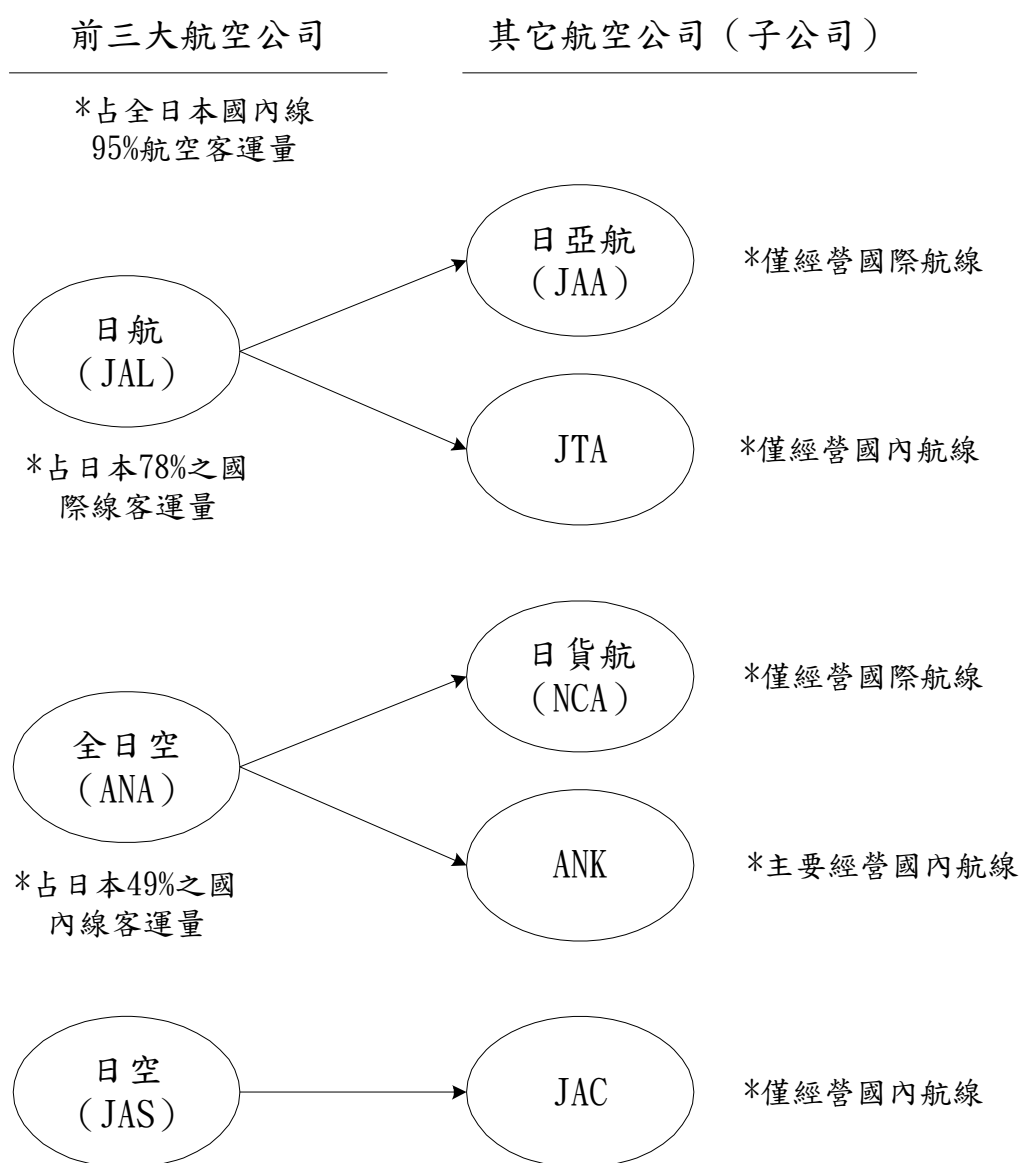 前三大航空公司
其它航空公司（子公司）
*占全日本國內線
95%航空客運量
日亞航
（JAA）
*僅經營國際航線
日航
（JAL）
JTA
*僅經營國內航線
*占日本78%之國
際線客運量
日貨航
（NCA）
*僅經營國際航線
全日空
（ANA）
ANK
*主要經營國內航線
*占日本49%之國
內線客運量
日空
（JAS）
JAC
*僅經營國內航線